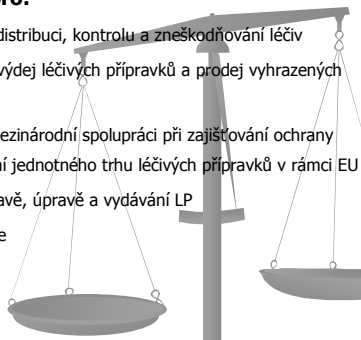 distribuci, kontrolu a zneškodňování léčiv
výdej léčivých přípravků a prodej vyhrazených
ezinárodní spolupráci při zajišťování ochrany
ní jednotného trhu léčivých přípravků v rámci EU
avě, úpravě a vydávání LP
e